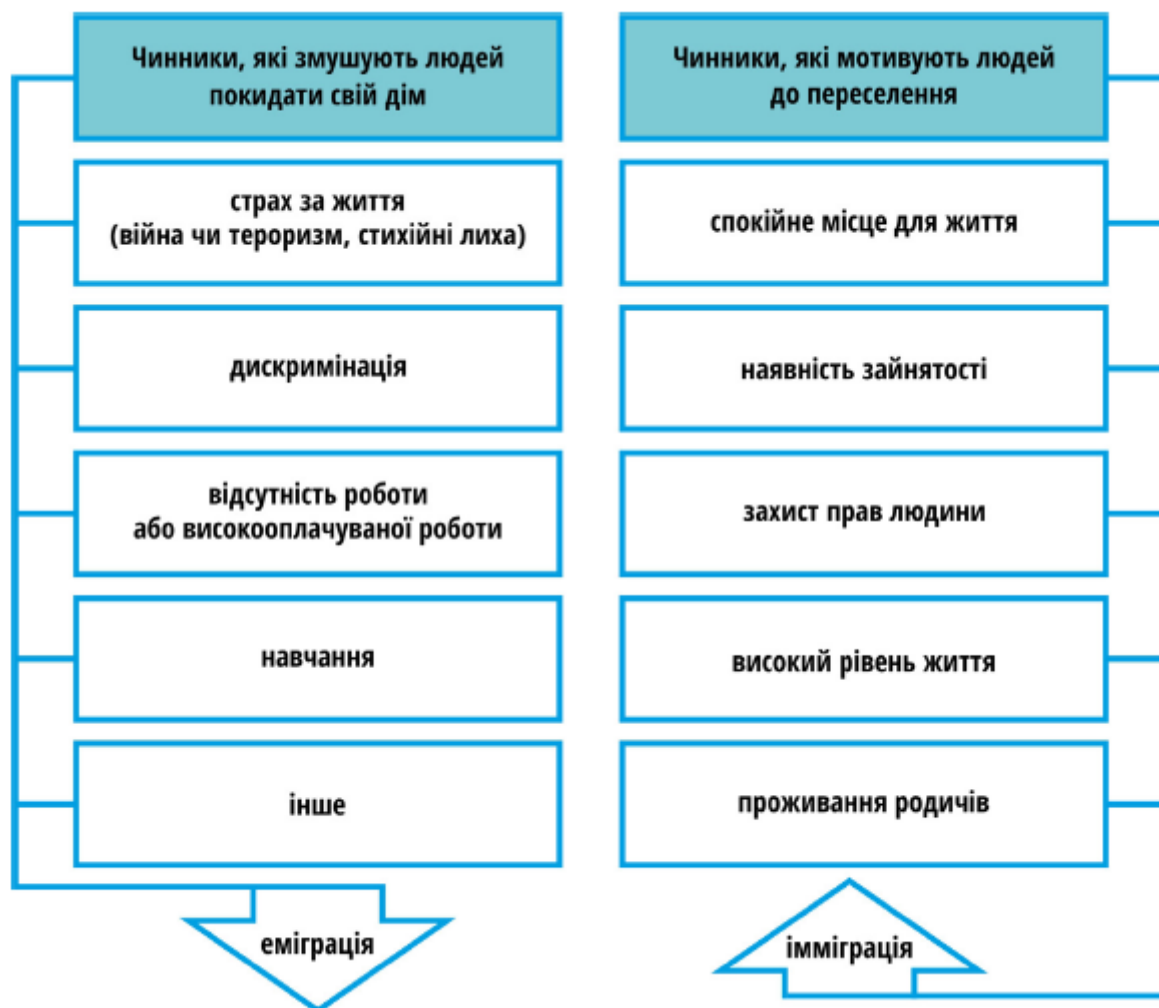 Чинники, які змушують людей
покидати свій дім
страх за життя
(війна чи тероризм, стихійні лиха)
дискримінація
відсутність роботи
або високооплачуваної роботи
навчання
інше
еміграція
Чинники, які мотивують людей
до переселення
спокійне місце для життя
наявність зайнятості
захист прав людини
високий рівень життя
проживання родичів
імміграція